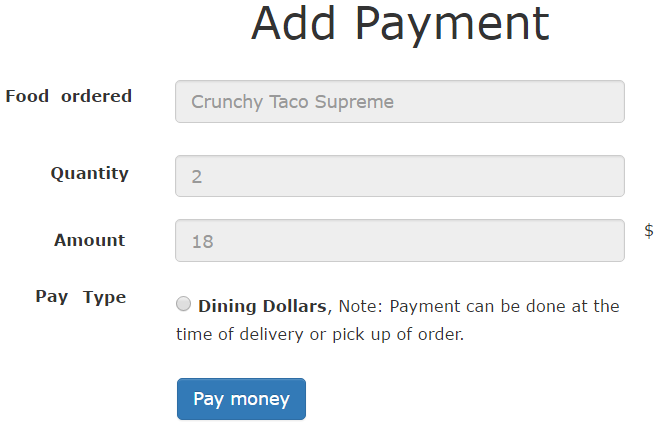 Add Payment
Food ordered
Crunchy Taco Supreme
Quantity
2
Amount
18
$
Pay Type
Dining Dollars, Note: Payment can be done at the
time of delivery or pick up of order.
Pay money